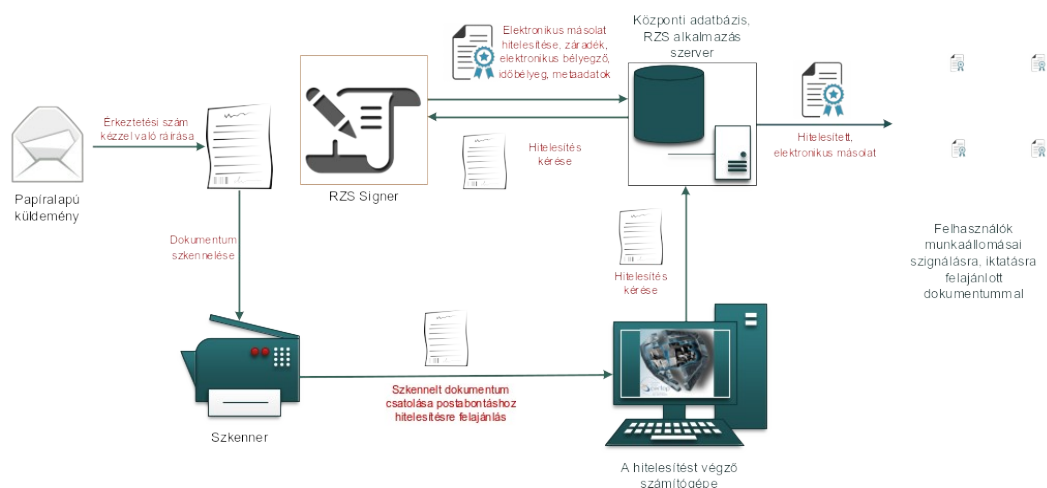 Elektronikus másolat
hitelesítése, záradék,
elektronikus bélyegző,
időbélyeg, metaadatok
Központi adatbázis,
RZS alkalmazás
szerver
Érkeztetési szám
kézzel való ráírása
Hitelesítés
kérése
Hitelesített,
elektronikus másolat
Papíralapú
küldemény
RZS Signer
Dokumentum
szkennelése
Hitelesítés
kérése
Felhasználók
munkaállomásai
szignálásra, iktatásra
felajánlott
dokumentummal
Szkennelt dokumentum
csatolása postabontáshoz
hitelesítésre felajánlás
Szkenner
A hitelesítést végző
számítógépe